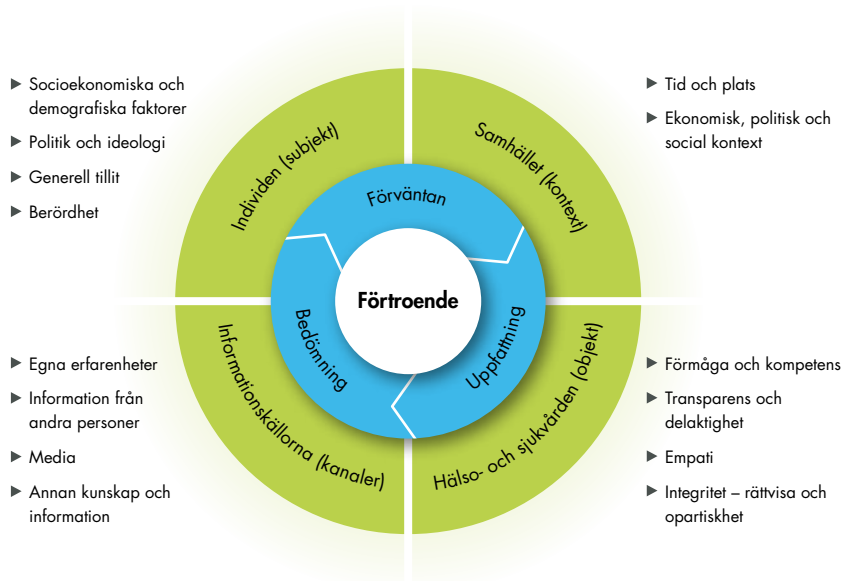 Socioekonomiska och
demografiska faktorer
Politik och ideologi
Generell tillit
Berördhet
Individen (subjekt)
Samhället (kontext)
Tid och plats
Ekonomisk, politisk och
social kontext
Förväntan
Förtroende
Bedömning
Uppfattning
Egna erfarenheter
Information från
andra personer
Media
Annan kunskap och
information
Informationskällorna (kanaler)
Hälso- och sjukvården (objekt)
Förmåga och kompetens
Transparens och
delaktighet
Empati
Integritet – rättvisa och
opartiskhet